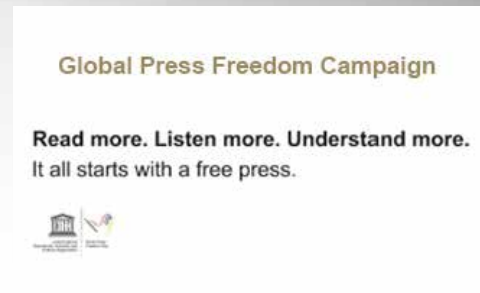 Global Press Freedom Campaign
Read more. Listen more. Understand more.
It all starts with a free press.